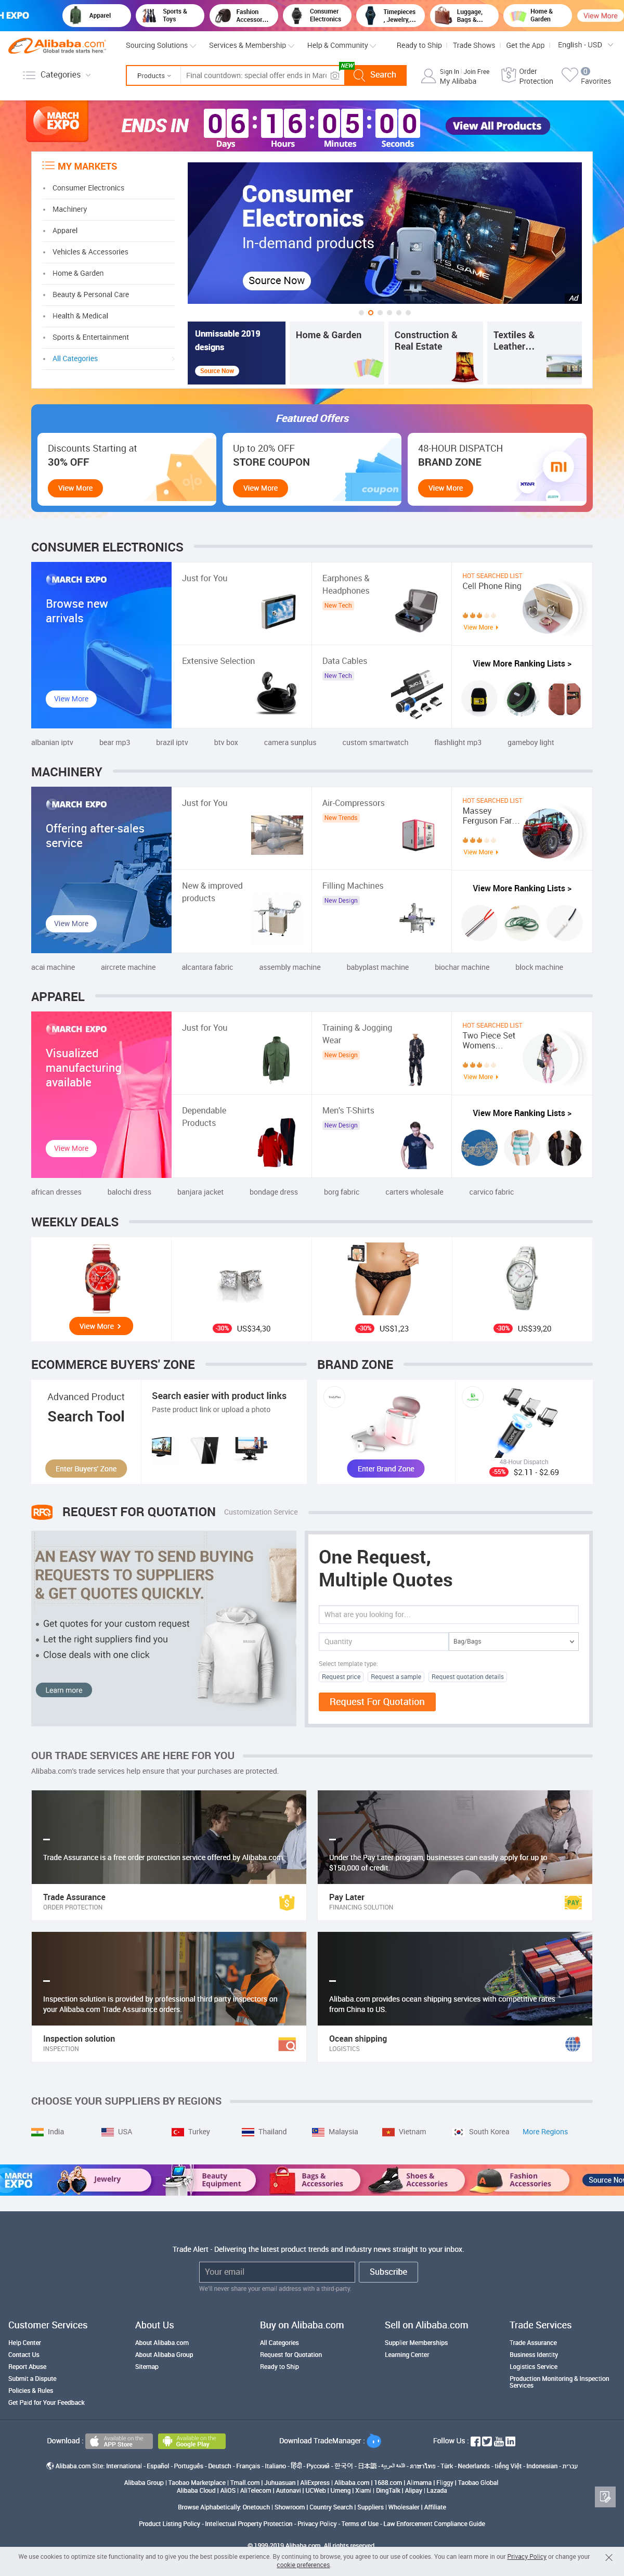 H EXPO
Apparel
Sports & Toys
Fashion Accessor...
Consumer Electronics
Timepieces, Jewelry,...
Luggage, Bags &...
Home & Garden
View More
Alibaba.com
Global trade starts here
Sourcing Solutions
Services & Membership
Help & Community
Ready to Ship
Trade Shows
Get the App
English - USD
Categories
Products
Final countdown: special offer ends in Mar
NEW
Search
Sign In
Join Free
My Alibaba
Order Protection
0
Favorites
MARCH EXPO
ENDS IN
06:16:05:00
Days
Hours
Minutes
Seconds
View All Products
MY MARKETS
Consumer Electronics
Machinery
Apparel
Vehicles & Accessories
Home & Garden
Beauty & Personal Care
Health & Medical
Sports & Entertainment
All Categories
Consumer Electronics
In-demand products
Source Now
Ad
Unmissable 2019 designs
Source Now
Home & Garden
Construction & Real Estate
Textiles & Leather...
Featured Offers
Discounts Starting at
30% OFF
View More
Up to 20% OFF
STORE COUPON
View More
coupon
48-HOUR DISPATCH
BRAND ZONE
View More
XTAR
CONSUMER ELECTRONICS
MARCH EXPO
Browse new arrivals
View More
Just for You
Earphones & Headphones
New Tech
HOT SEARCHED LIST
Cell Phone Ring
View More
Extensive Selection
Data Cables
New Tech
View More Ranking Lists >
albanian iptv
bear mp3
brazil iptv
btv box
camera sunplus
custom smartwatch
flashlight mp3
gameboy light
MACHINERY
MARCH EXPO
Offering after-sales service
View More
Just for You
Air-Compressors
New Trends
HOT SEARCHED LIST
Massey Ferguson Far...
View More
New & improved products
Filling Machines
New Design
View More Ranking Lists >
acai machine
aircrete machine
alcantara fabric
assembly machine
babyplast machine
biochar machine
block machine
APPAREL
MARCH EXPO
Visualized manufacturing available
View More
Just for You
Training & Jogging Wear
New Design
HOT SEARCHED LIST
Two Piece Set Womens...
View More
Dependable Products
Men's T-Shirts
New Design
View More Ranking Lists >
african dresses
balochi dress
banjara jacket
bondage dress
borg fabric
carters wholesale
carvico fabric
WEEKLY DEALS
View More
-30% US$34,30
-30% US$1,23
-30% US$39,20
ECOMMERCE BUYERS' ZONE
BRAND ZONE
Advanced Product
Search Tool
Enter Buyers' Zone
Search easier with product links
Paste product link or upload a photo
Enter Brand Zone
48-Hour Dispatch
-55% $2.11 - $2.69
RFQ
REQUEST FOR QUOTATION
Customization Service
AN EASY WAY TO SEND BUYING
REQUESTS TO SUPPLIERS
& GET QUOTES QUICKLY.
Get quotes for your custom request
Let the right suppliers find you
Close deals with one click
Learn more
One Request,
Multiple Quotes
What are you looking for...
Quantity
Bag/Bags
Select template type:
Request price
Request a sample
Request quotation details
Request For Quotation
OUR TRADE SERVICES ARE HERE FOR YOU
Alibaba.com's trade services help ensure that your purchases are protected.
Trade Assurance is a free order protection service offered by Alibaba.com.
Trade Assurance
ORDER PROTECTION
Under the Pay Later program, businesses can easily apply for up to
$150,000 of credit.
Pay Later
FINANCING SOLUTION
PAY
Inspection solution is provided by professional third party inspectors on
your Alibaba.com Trade Assurance orders.
Inspection solution
INSPECTION
Alibaba.com provides ocean shipping services with competitive rates
from China to US.
Ocean shipping
LOGISTICS
CHOOSE YOUR SUPPLIERS BY REGIONS
India
USA
Turkey
Thailand
Malaysia
Vietnam
South Korea
More Regions
MARCH EXPO
Jewelry
Beauty Equipment
Bags & Accessories
Shoes & Accessories
Fashion Accessories
Source Now
Trade Alert - Delivering the latest product trends and industry news straight to your inbox.
Your email
Subscribe
We'll never share your email address with a third-party.
Customer Services
Help Center
Contact Us
Report Abuse
Submit a Dispute
Policies & Rules
Get Paid for Your Feedback
About Us
About Alibaba.com
About Alibaba Group
Sitemap
Buy on Alibaba.com
All Categories
Request for Quotation
Ready to Ship
Sell on Alibaba.com
Supplier Memberships
Learning Center
Trade Services
Trade Assurance
Business Identity
Logistics Service
Production Monitoring & Inspection Services
Download :
Available on the App Store
Available on the Google Play
Download TradeManager :
Follow Us :
Alibaba.com Site: International - Español - Português - Deutsch - Français - Italiano - हिंदी - Русский - 한국어 - 日本語 - اللغة العربية - ภาษาไทย - Türk - Nederlands - tiếng Việt - Indonesian - עברית
Alibaba Group | Taobao Marketplace | Tmall.com | Juhuasuan | AliExpress | Alibaba.com | 1688.com | Alimama | Fliggy | Taobao Global
Alibaba Cloud | AliOS | AliTelecom | Autonavi | UCWeb | Umeng | Xiami | DingTalk | Alipay | Lazada
Browse Alphabetically: Onetouch | Showroom | Country Search | Suppliers | Wholesaler | Affiliate
Product Listing Policy - Intellectual Property Protection - Privacy Policy - Terms of Use - Law Enforcement Compliance Guide
© 1999-2019 Alibaba.com. All rights reserved.
We use cookies to optimize site functionality and to give you the best possible experience. By continuing to browse, you agree to our use of cookies. You can learn more in our Privacy Policy or change your
cookie preferences.